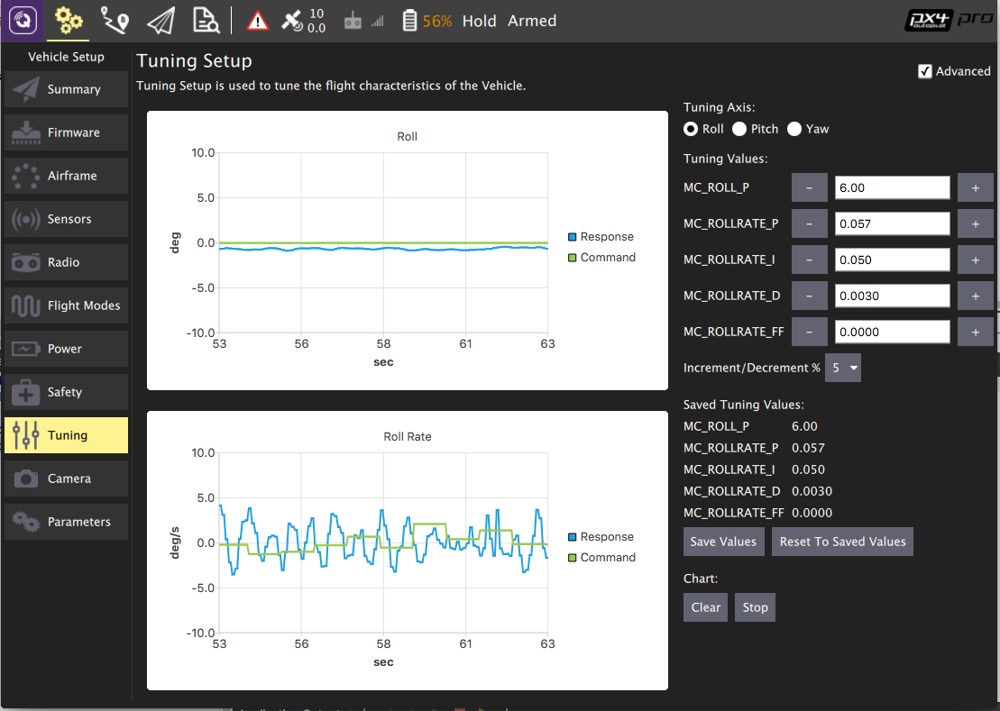 10
0.0
56%
Hold
Armed
px4
autopilot
pro
Vehicle Setup
Summary
Firmware
Airframe
Sensors
Radio
Flight Modes
Power
Safety
Tuning
Camera
Parameters
Tuning Setup
Tuning Setup is used to tune the flight characteristics of the Vehicle.
Advanced
Roll
10.0
5.0
0.0
-5.0
-10.0
deg
53 56 58 61 63
sec
Response
Command
Roll Rate
10.0
5.0
0.0
-5.0
-10.0
deg/s
53 56 58 61 63
sec
Response
Command
Tuning Axis:
Roll Pitch Yaw
Tuning Values:
MC_ROLL_P - 6.00 +
MC_ROLLRATE_P - 0.057 +
MC_ROLLRATE_I - 0.050 +
MC_ROLLRATE_D - 0.0030 +
MC_ROLLRATE_FF - 0.0000 +
Increment/Decrement % 5
Saved Tuning Values:
MC_ROLL_P 6.00
MC_ROLLRATE_P 0.057
MC_ROLLRATE_I 0.050
MC_ROLLRATE_D 0.0030
MC_ROLLRATE_FF 0.0000
Save Values Reset To Saved Values
Chart:
Clear Stop